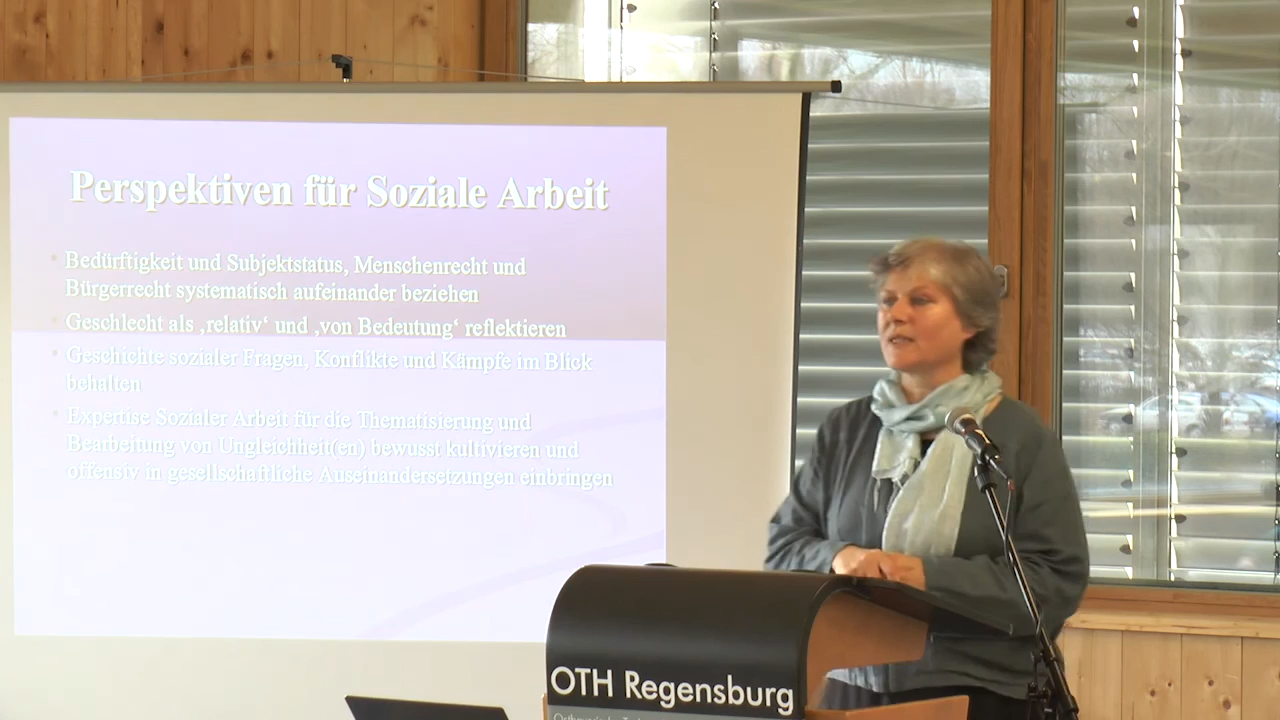 Perspektiven für Soziale Arbeit
Bedürftigkeit und Subjektstatus, Menschenrecht und
Bürgerrecht systematisch aufeinander beziehen
Geschlecht als ‚relativ‘ und ‚von Bedeutung‘ reflektieren
Geschichte sozialer Fragen, Konflikte und Kämpfe im Blick
behalten
Expertise Sozialer Arbeit für die Thematisierung und
Bearbeitung von Ungleichheit(en) bewusst kultivieren und
offensiv in gesellschaftliche Auseinandersetzungen einbringen
OTH Regensburg